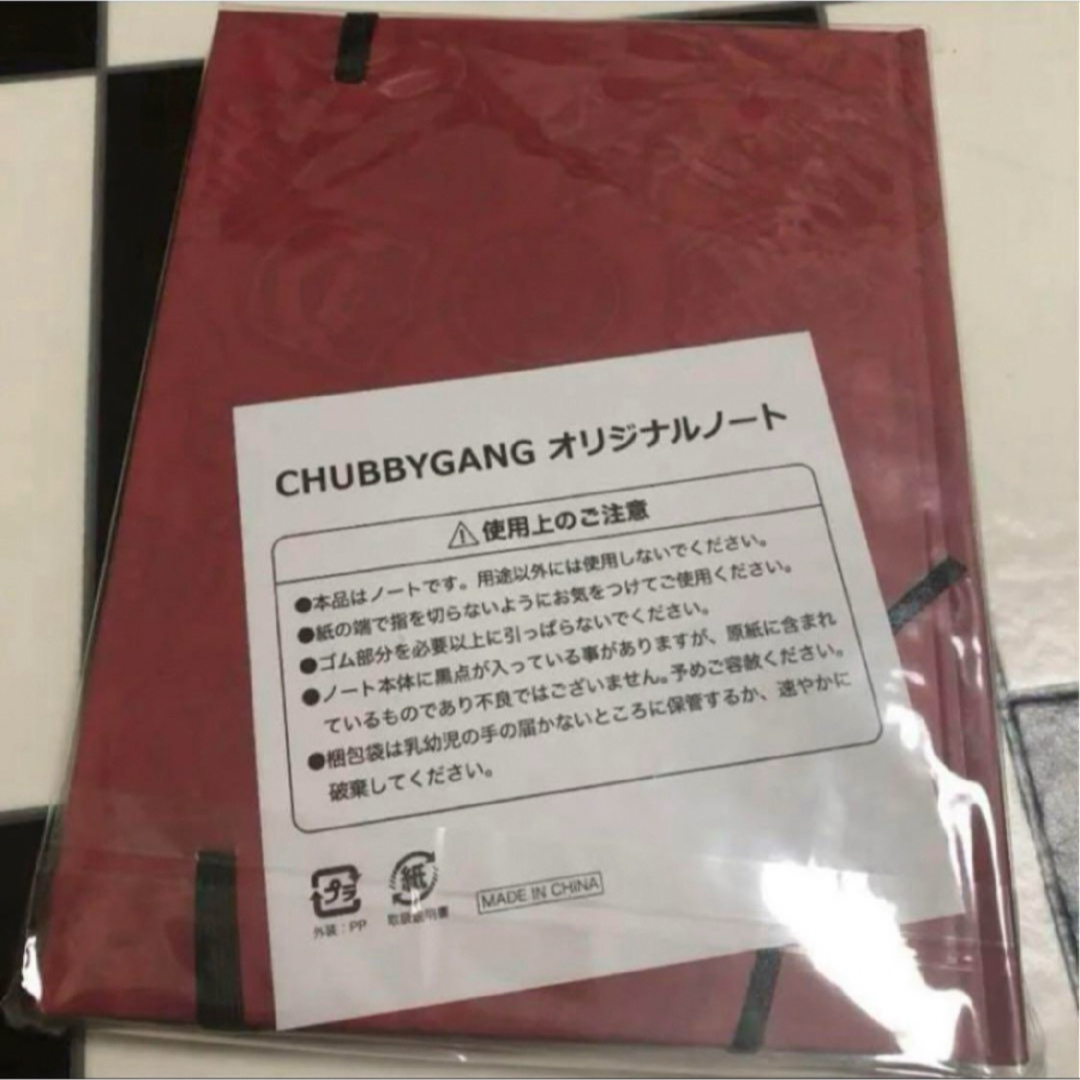 CHUBBYGANG オリジナルノート
⚠使用上のご注意
●本品はノートです。用途以外には使用しないでください。
●紙の端で指を切らないようにお気をつけてご使用ください。
●ゴム部分を必要以上に引っぱらないでください。
●ノート本体に黒点が入っている事がありますが、原紙に含まれ
ているものであり不良ではございません。予めご容赦ください。
●梱包袋は乳幼児の手の届かないところに保管するか、速やかに
破棄してください。
プラ
外装：PP
紙
取扱説明書
MADE IN CHINA